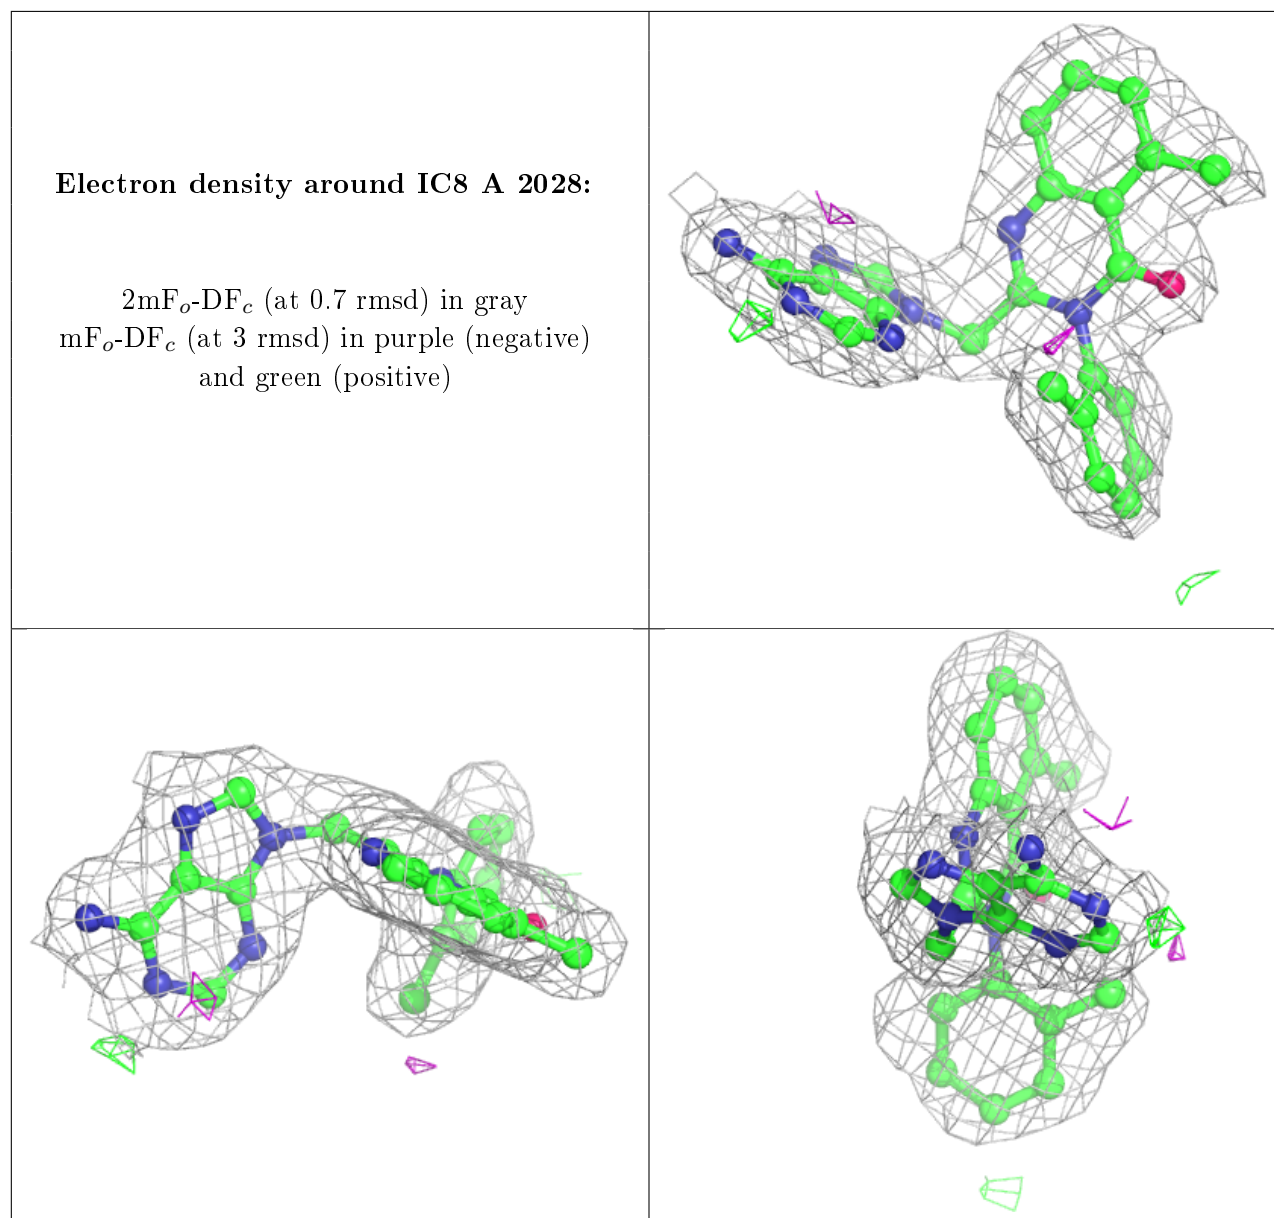 Electron density around IC8 A 2028:
2mFₒ-DF𝒸 (at 0.7 rmsd) in gray
mFₒ-DF𝒸 (at 3 rmsd) in purple (negative)
and green (positive)